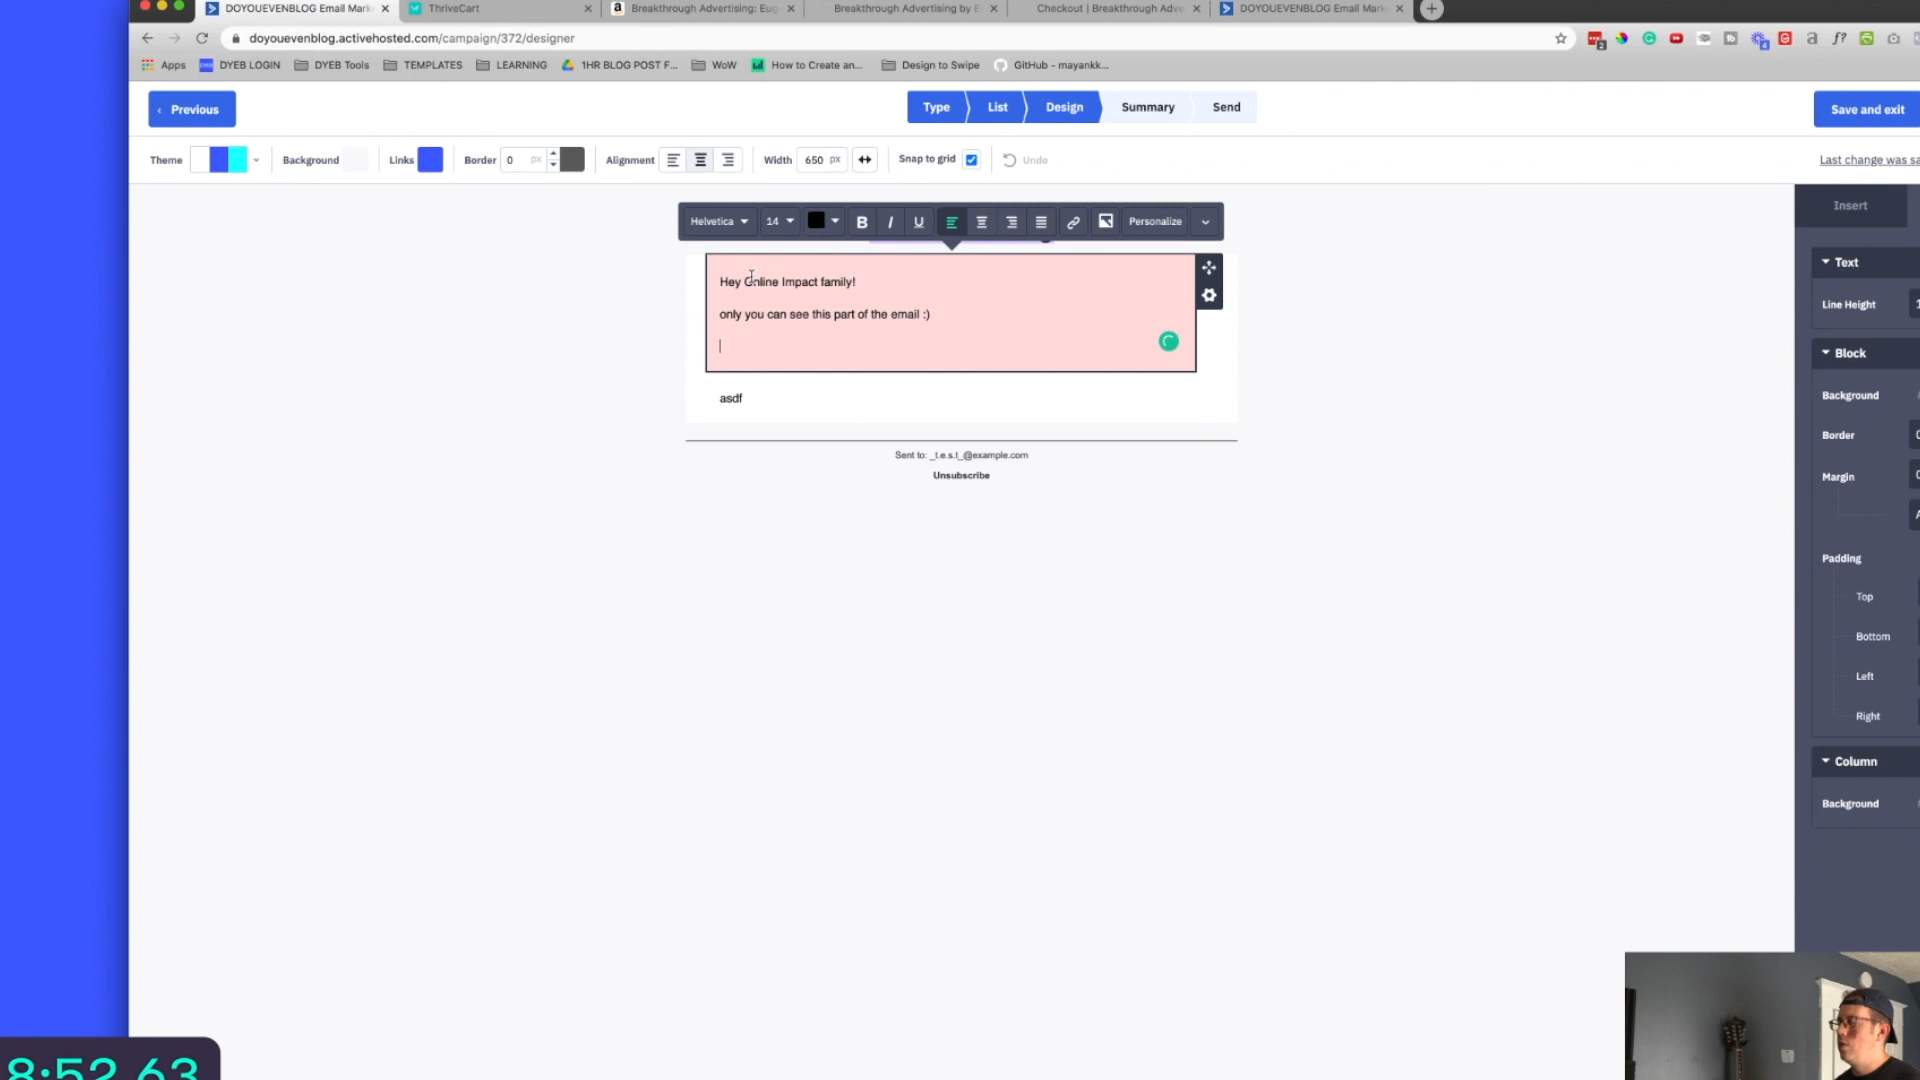 DOYOUEVENBLOG Email Mark
ThriveCart
Breakthrough Advertising: Eug
Breakthrough Advertising by E
Checkout | Breakthrough Adve
DOYOUEVENBLOG Email Mark
doyouevenblog.activehosted.com/campaign/372/designer
Apps
DYEB LOGIN
DYEB Tools
TEMPLATES
LEARNING
1HR BLOG POST F...
WoW
How to Create an...
Design to Swipe
GitHub - mayankk...
Previous
Type
List
Design
Summary
Send
Save and exit
Theme
Background
Links
Border 0 px
Alignment
Width 650 px
Snap to grid
Undo
Last change was sa
Helvetica
14
B
I
U
Personalize
Insert
Hey Online Impact family!
only you can see this part of the email :)
asdf
Sent to: _t.e.s.t_@example.com
Unsubscribe
Text
Line Height
Block
Background
Border
Margin
Padding
Top
Bottom
Left
Right
Column
Background
8:52.63